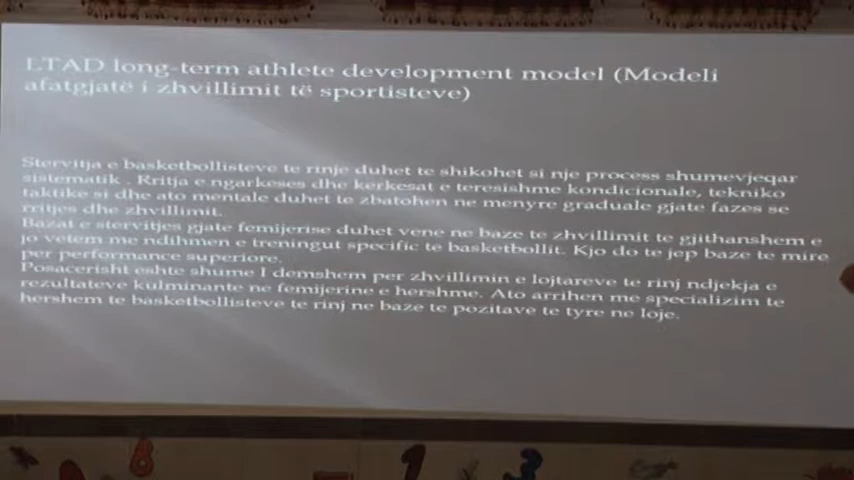 LTAD long-term athlete development model (Modeli
afatgjatë i zhvillimit të sportisteve)
Stervitja e basketbollisteve te rinje duhet te shikohet si nje process shumevjeqar
sistematik . Rritja e ngarkeses dhe kerkesat e teresishme kondicionale, tekniko
taktike si dhe ato mentale duhet te zbatohen ne menyre graduale gjate fazes se
rritjes dhe zhvillimit.
Bazat e stervitjes gjate femijerise duhet vene ne baze te zhvillimit te gjithanshem e
jo vetem me ndihmen e treningut specific te basketbollit. Kjo do te jep baze te mire
per performance superiore.
Posacerisht eshte shume I demshem per zhvillimin e lojtareve te rinj ndjekja e
rezultateve kulminante ne femijerine e hershme. Ato arrihen me specializim te
hershem te basketbollisteve te rinj ne baze te pozitave te tyre ne loje.
8 1 3